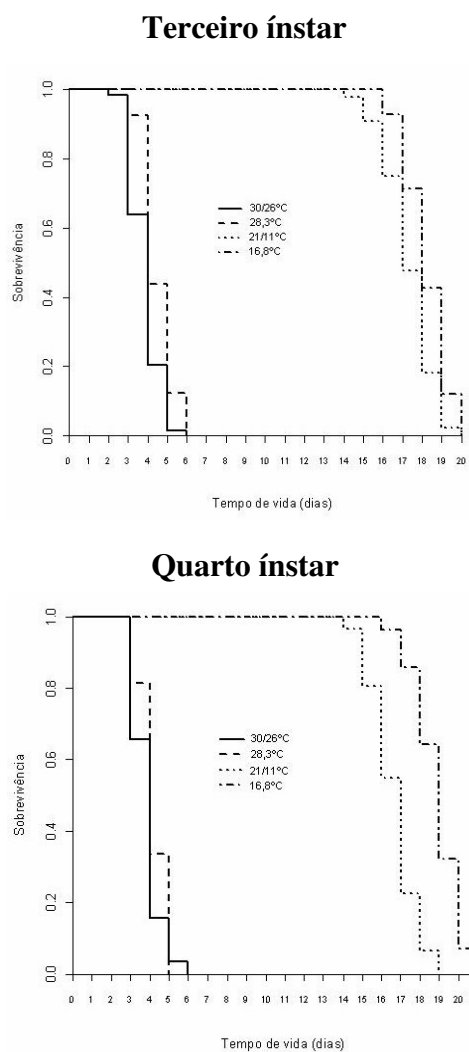 Terceiro ínstar
1.0
0.8
0.6
0.4
0.2
0.0
Sobrevivência
30/26°C
28,3°C
21/11°C
16,8°C
0 1 2 3 4 5 6 7 8 9 10 11 12 13 14 15 16 17 18 19 20
Tempo de vida (dias)
Quarto ínstar
1.0
0.8
0.6
0.4
0.2
0.0
Sobrevivência
30/26°C
28,3°C
21/11°C
16,8°C
0 1 2 3 4 5 6 7 8 9 10 11 12 13 14 15 16 17 18 19 20
Tempo de vida (dias)